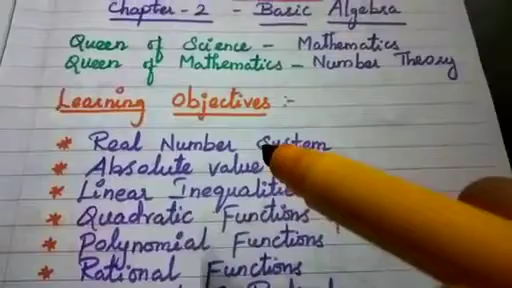 Chapter - 2 - Basic Algebra
Queen of Science - Mathematics
Queen of Mathematics - Number Theory
Learning Objectives :-
* Real Number System
* Absolute value
* Linear Inequalities
* Quadratic Functions
* Polynomial Functions
* Rational Functions